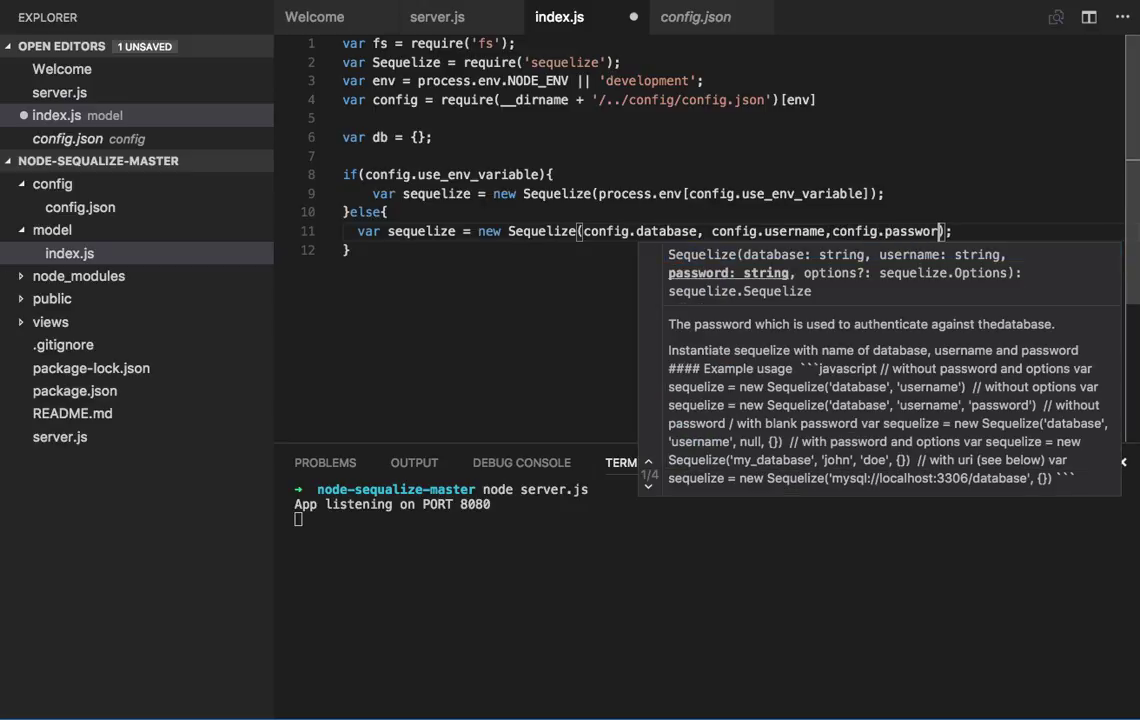 EXPLORER
OPEN EDITORS 1 UNSAVED
Welcome
server.js
index.js model
config.json config
NODE-SEQUALIZE-MASTER
config
config.json
model
index.js
node_modules
public
views
.gitignore
package-lock.json
package.json
README.md
server.js
Welcome server.js index.js config.json
1 var fs = require('fs');
2 var Sequelize = require('sequelize');
3 var env = process.env.NODE_ENV || 'development';
4 var config = require(__dirname + '/../config/config.json')[env]
5
6 var db = {};
7
8 if(config.use_env_variable){
9 var sequelize = new Sequelize(process.env[config.use_env_variable]);
10 }else{
11 var sequelize = new Sequelize(config.database, config.username,config.passwor);
12 }
Sequelize(database: string, username: string,
password: string, options?: sequelize.Options):
sequelize.Sequelize
The password which is used to authenticate against thedatabase.
Instantiate sequelize with name of database, username and password
#### Example usage ```javascript // without password and options var
sequelize = new Sequelize('database', 'username') // without options var
sequelize = new Sequelize('database', 'username', 'password') // without
password / with blank password var sequelize = new Sequelize('database',
'username', null, {}) // with password and options var sequelize = new
Sequelize('my_database', 'john', 'doe', {}) // with uri (see below) var
sequelize = new Sequelize('mysql://localhost:3306/database', {}) ```
1/4
PROBLEMS OUTPUT DEBUG CONSOLE TERM
➜ node-sequalize-master node server.js
App listening on PORT 8080